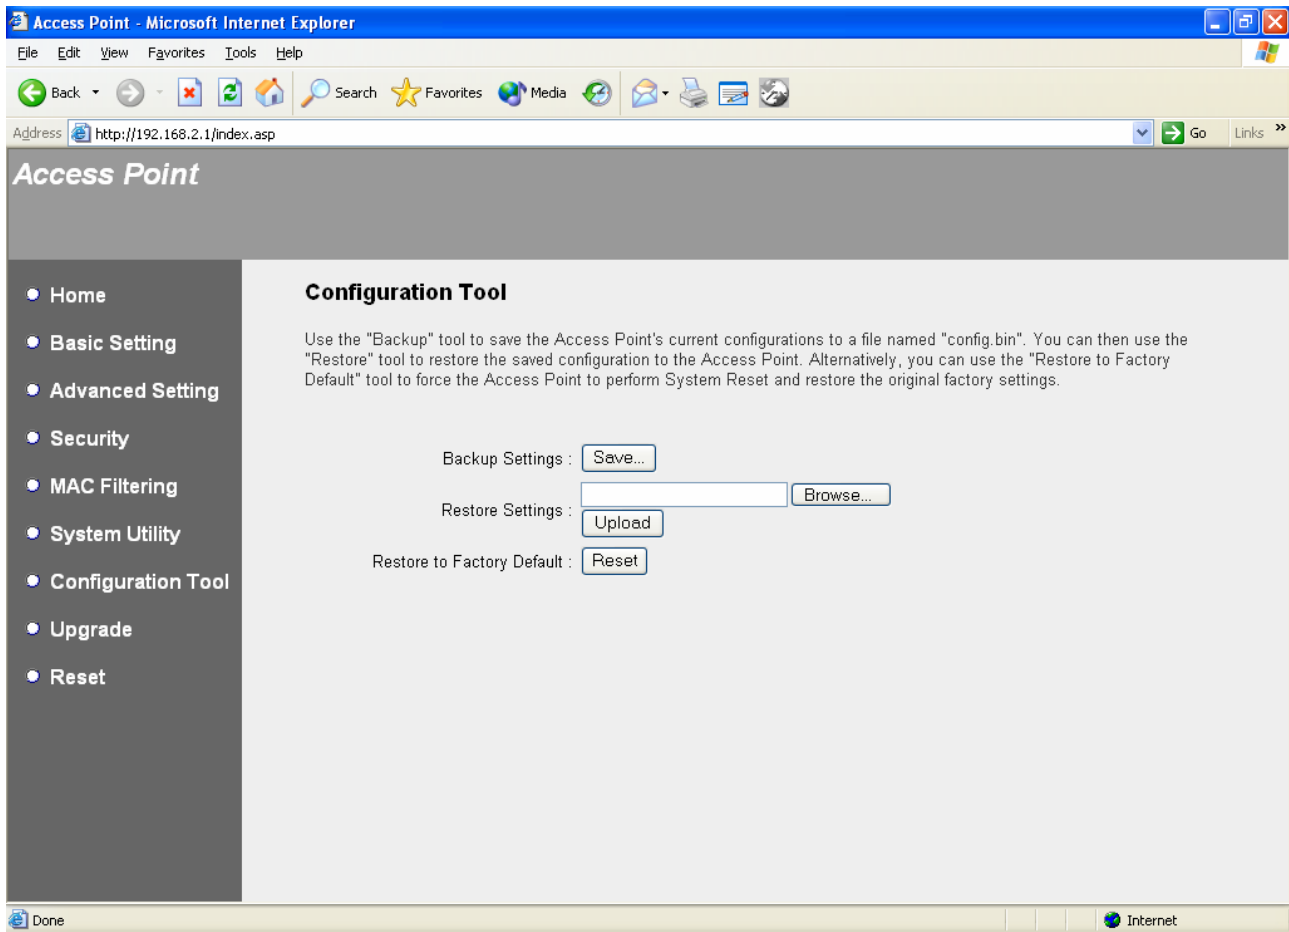 Access Point - Microsoft Internet Explorer
File Edit View Favorites Tools Help
Back Search Favorites Media
Address http://192.168.2.1/index.asp Go Links »
Access Point
Home
Basic Setting
Advanced Setting
Security
MAC Filtering
System Utility
Configuration Tool
Upgrade
Reset
Configuration Tool
Use the "Backup" tool to save the Access Point's current configurations to a file named "config.bin". You can then use the
"Restore" tool to restore the saved configuration to the Access Point. Alternatively, you can use the "Restore to Factory
Default" tool to force the Access Point to perform System Reset and restore the original factory settings.
Backup Settings : Save...
Restore Settings : Browse...
Upload
Restore to Factory Default : Reset
Done Internet